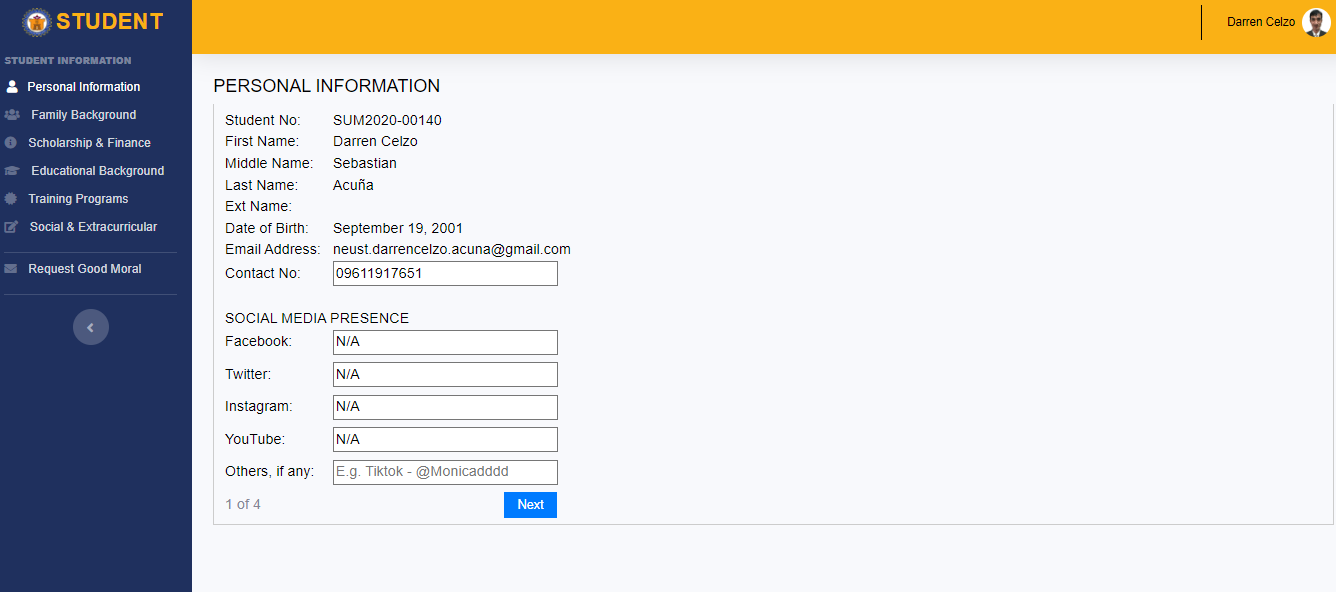 STUDENT
Darren Celzo
STUDENT INFORMATION
Personal Information
Family Background
Scholarship & Finance
Educational Background
Training Programs
Social & Extracurricular
Request Good Moral
PERSONAL INFORMATION
Student No: SUM2020-00140
First Name: Darren Celzo
Middle Name: Sebastian
Last Name: Acuña
Ext Name:
Date of Birth: September 19, 2001
Email Address: neust.darrencelzo.acuna@gmail.com
Contact No: 09611917651
SOCIAL MEDIA PRESENCE
Facebook: N/A
Twitter: N/A
Instagram: N/A
YouTube: N/A
Others, if any: E.g. Tiktok - @Monicadddd
1 of 4 Next